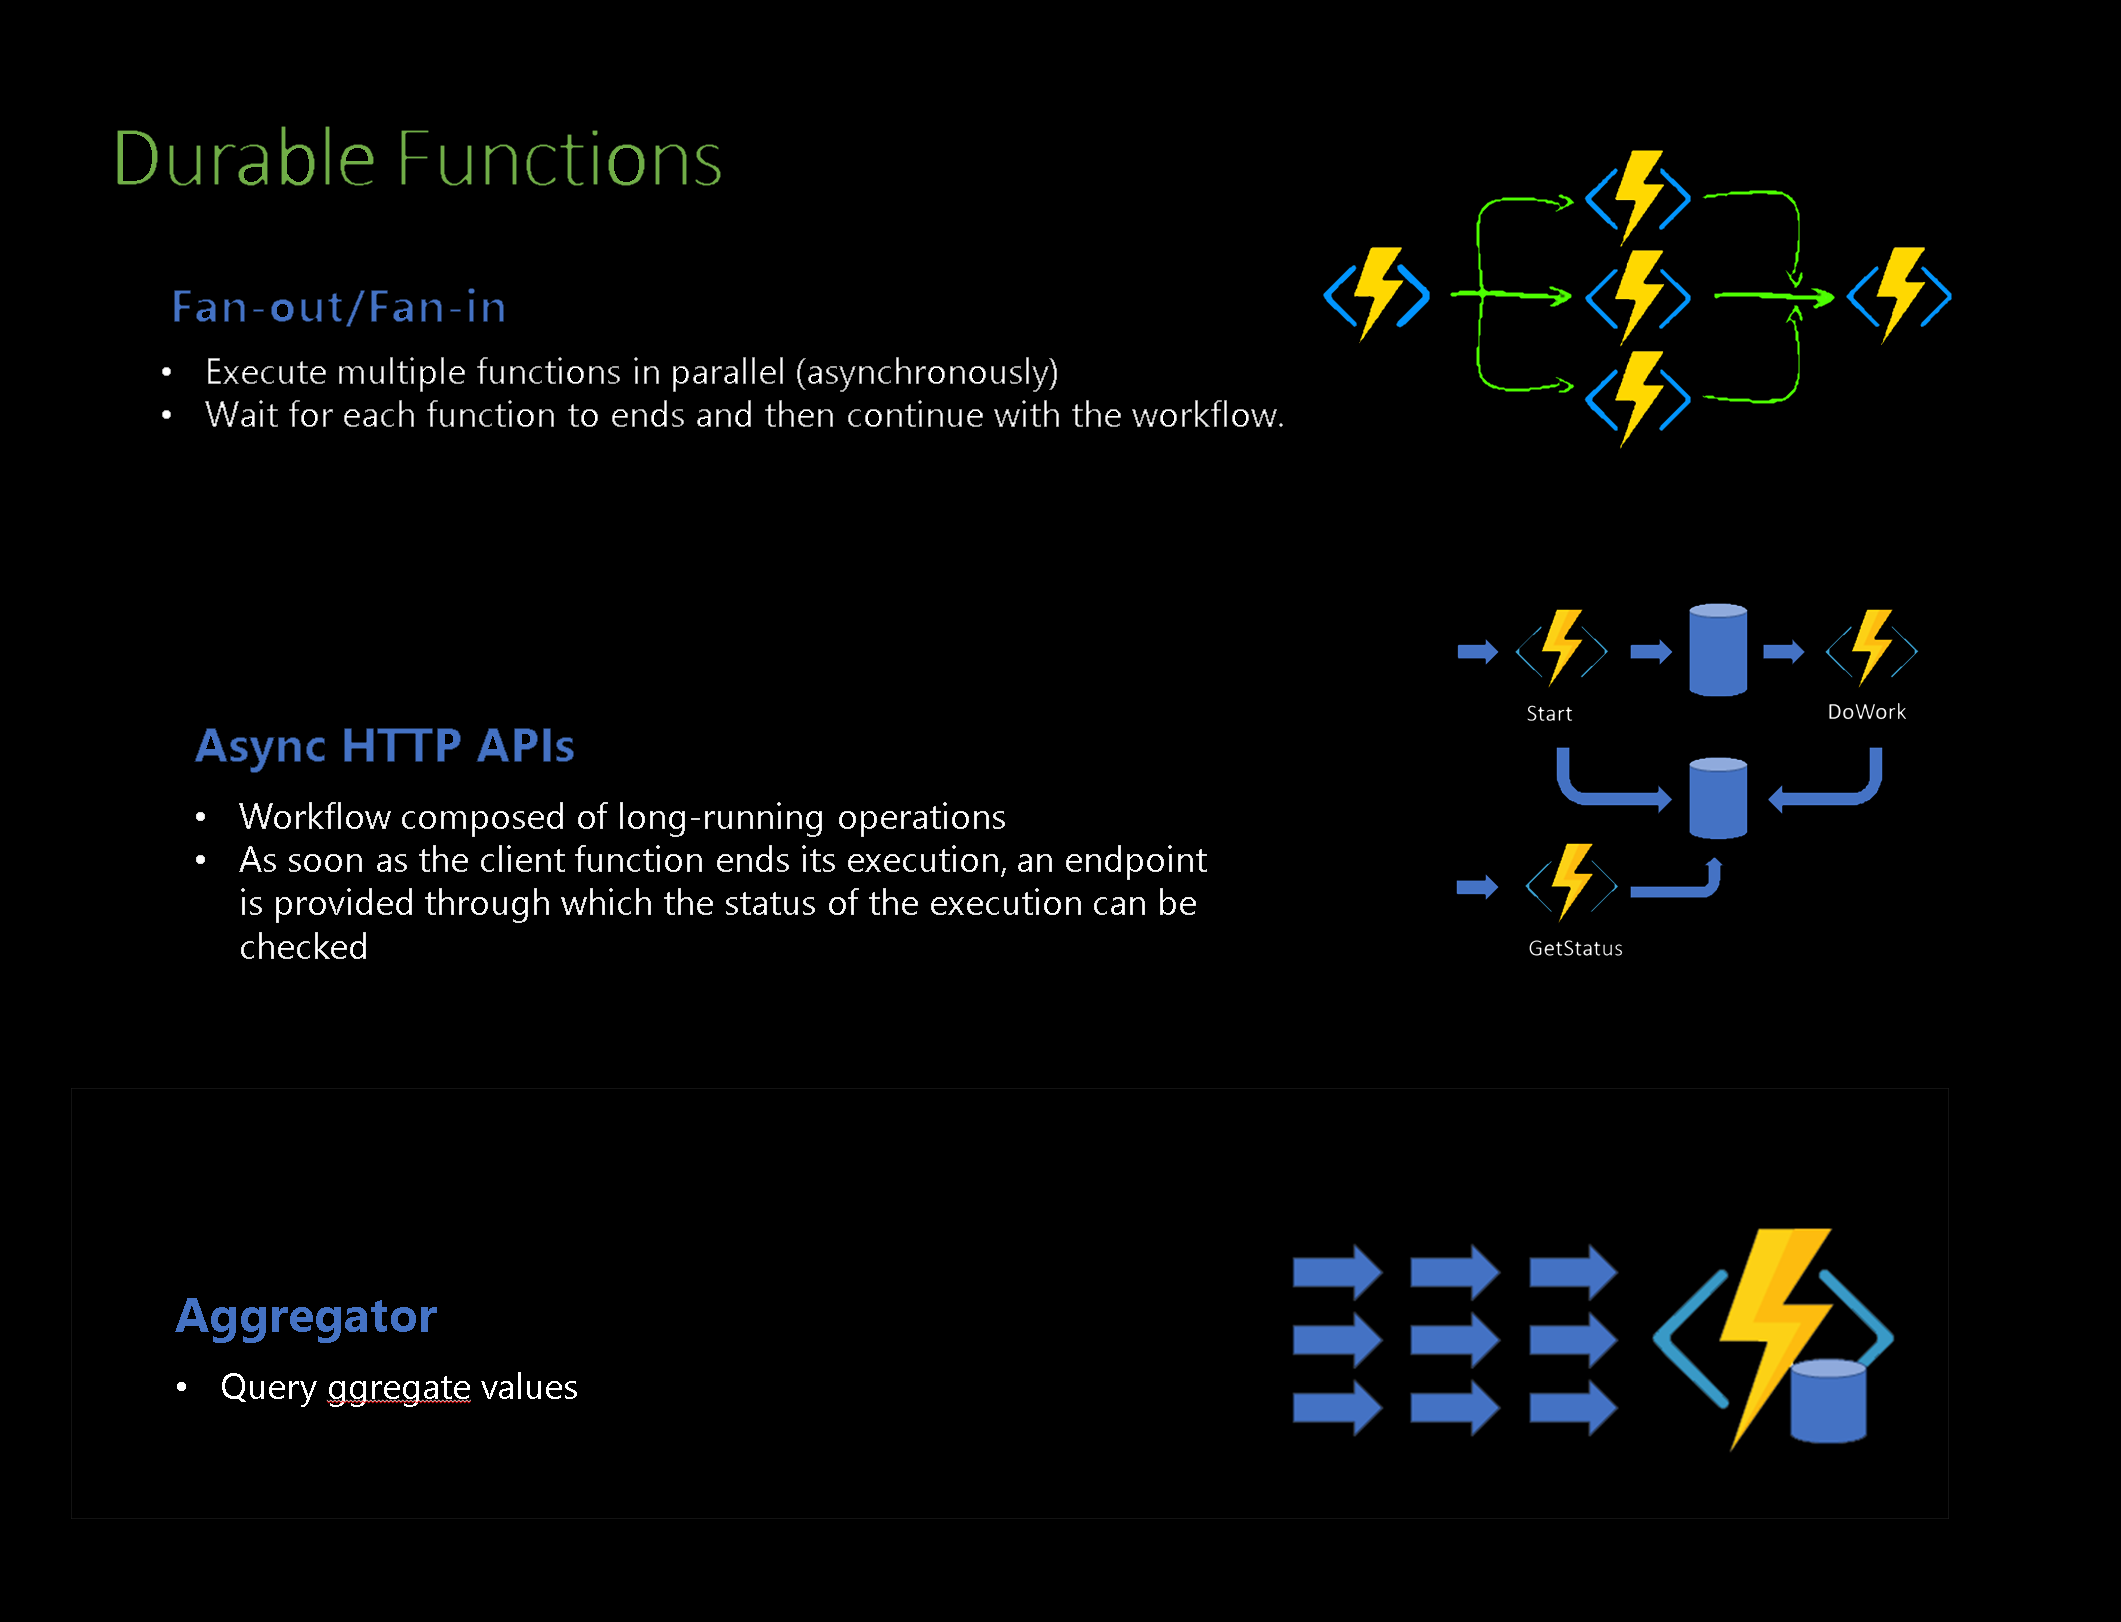 Durable Functions
Fan-out/Fan-in
• Execute multiple functions in parallel (asynchronously)
• Wait for each function to ends and then continue with the workflow.
Start
DoWork
Async HTTP APIs
• Workflow composed of long-running operations
• As soon as the client function ends its execution, an endpoint
is provided through which the status of the execution can be
checked
GetStatus
Aggregator
• Query ggregate values